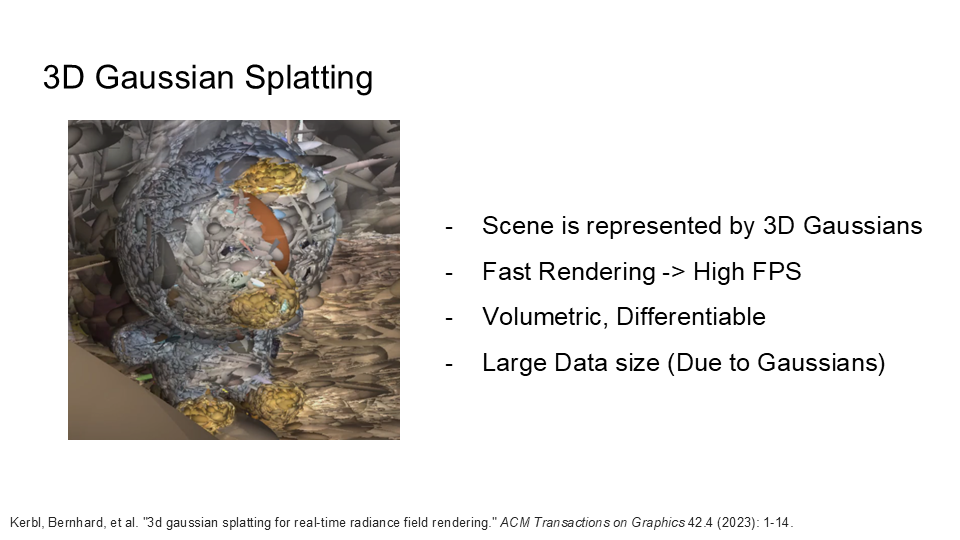 3D Gaussian Splatting
- Scene is represented by 3D Gaussians
- Fast Rendering -> High FPS
- Volumetric, Differentiable
- Large Data size (Due to Gaussians)
Kerbl, Bernhard, et al. "3d gaussian splatting for real-time radiance field rendering." ACM Transactions on Graphics 42.4 (2023): 1-14.